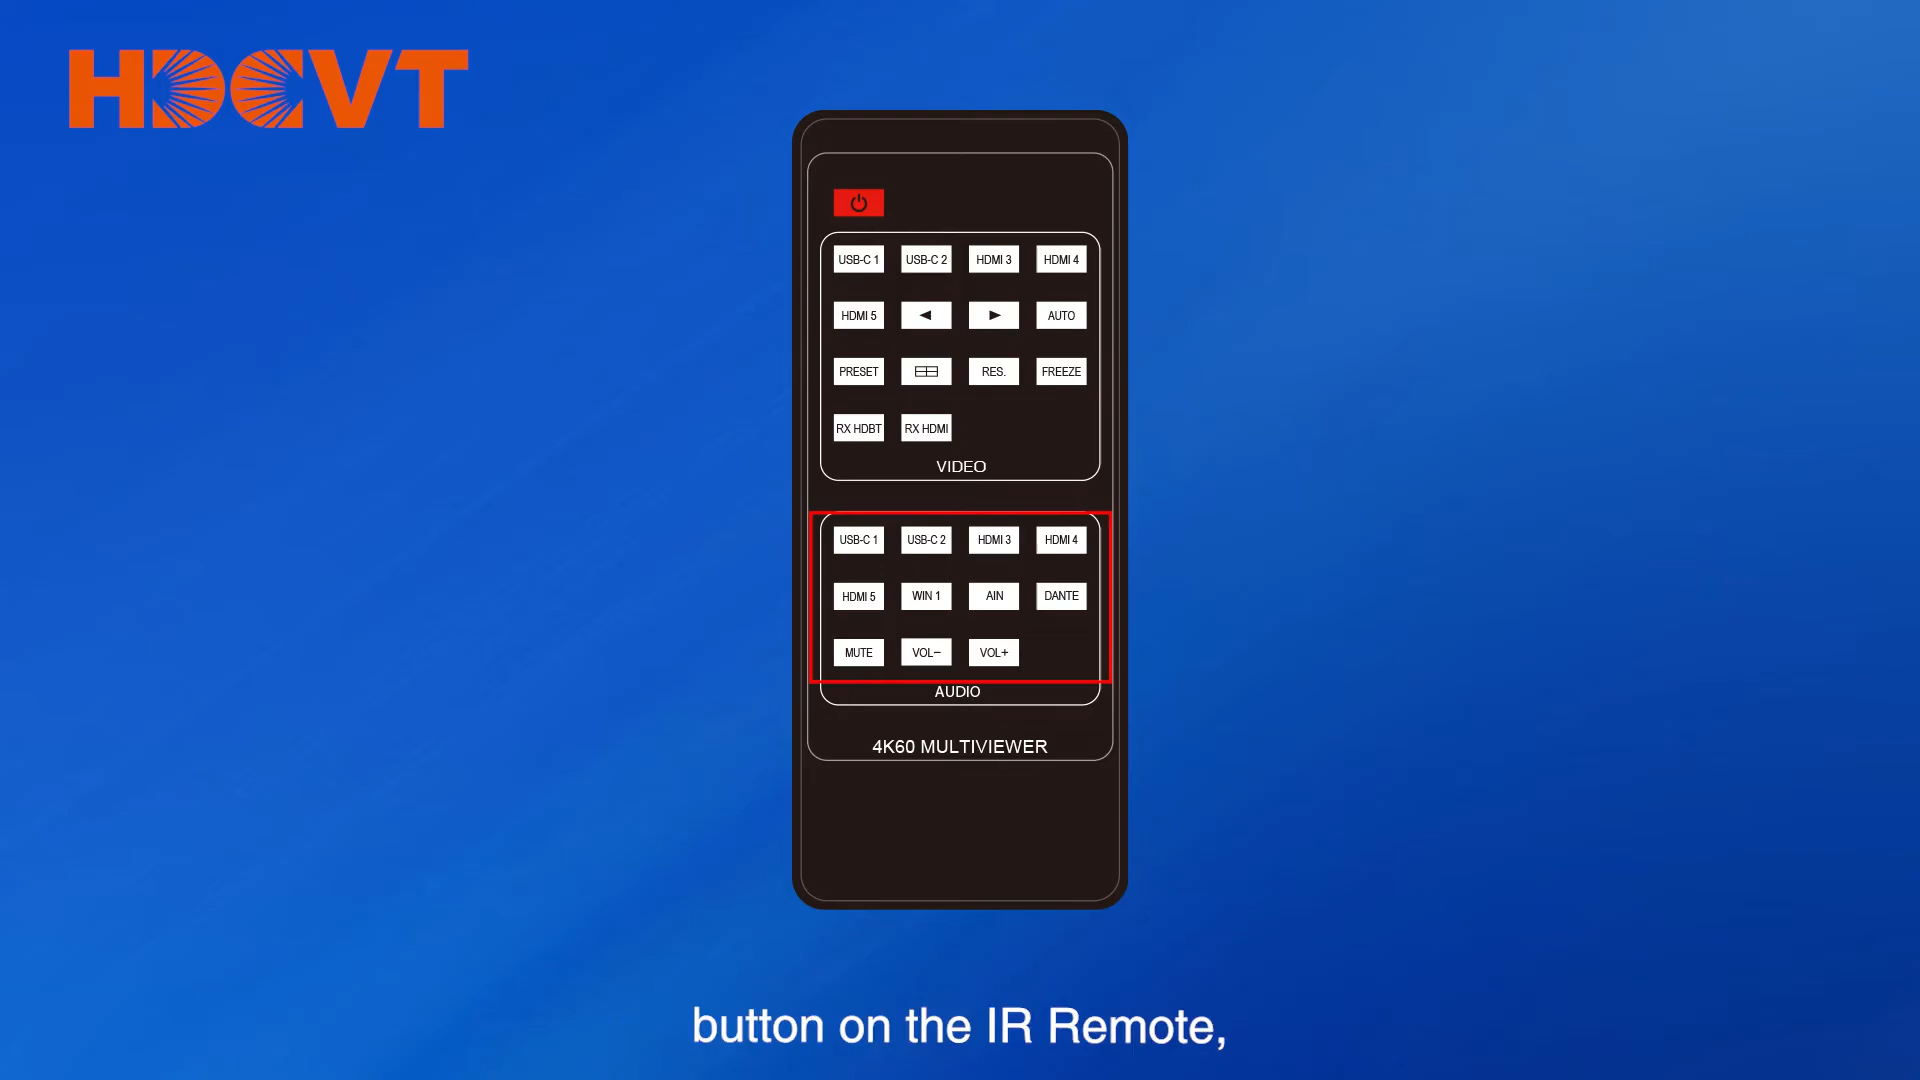 HDCVT
USB-C 1 USB-C 2 HDMI 3 HDMI 4
HDMI 5 AUTO
PRESET RES. FREEZE
RX HDBT RX HDMI
VIDEO
USB-C 1 USB-C 2 HDMI 3 HDMI 4
HDMI 5 WIN 1 AIN DANTE
MUTE VOL− VOL+
AUDIO
4K60 MULTIVIEWER
button on the IR Remote,